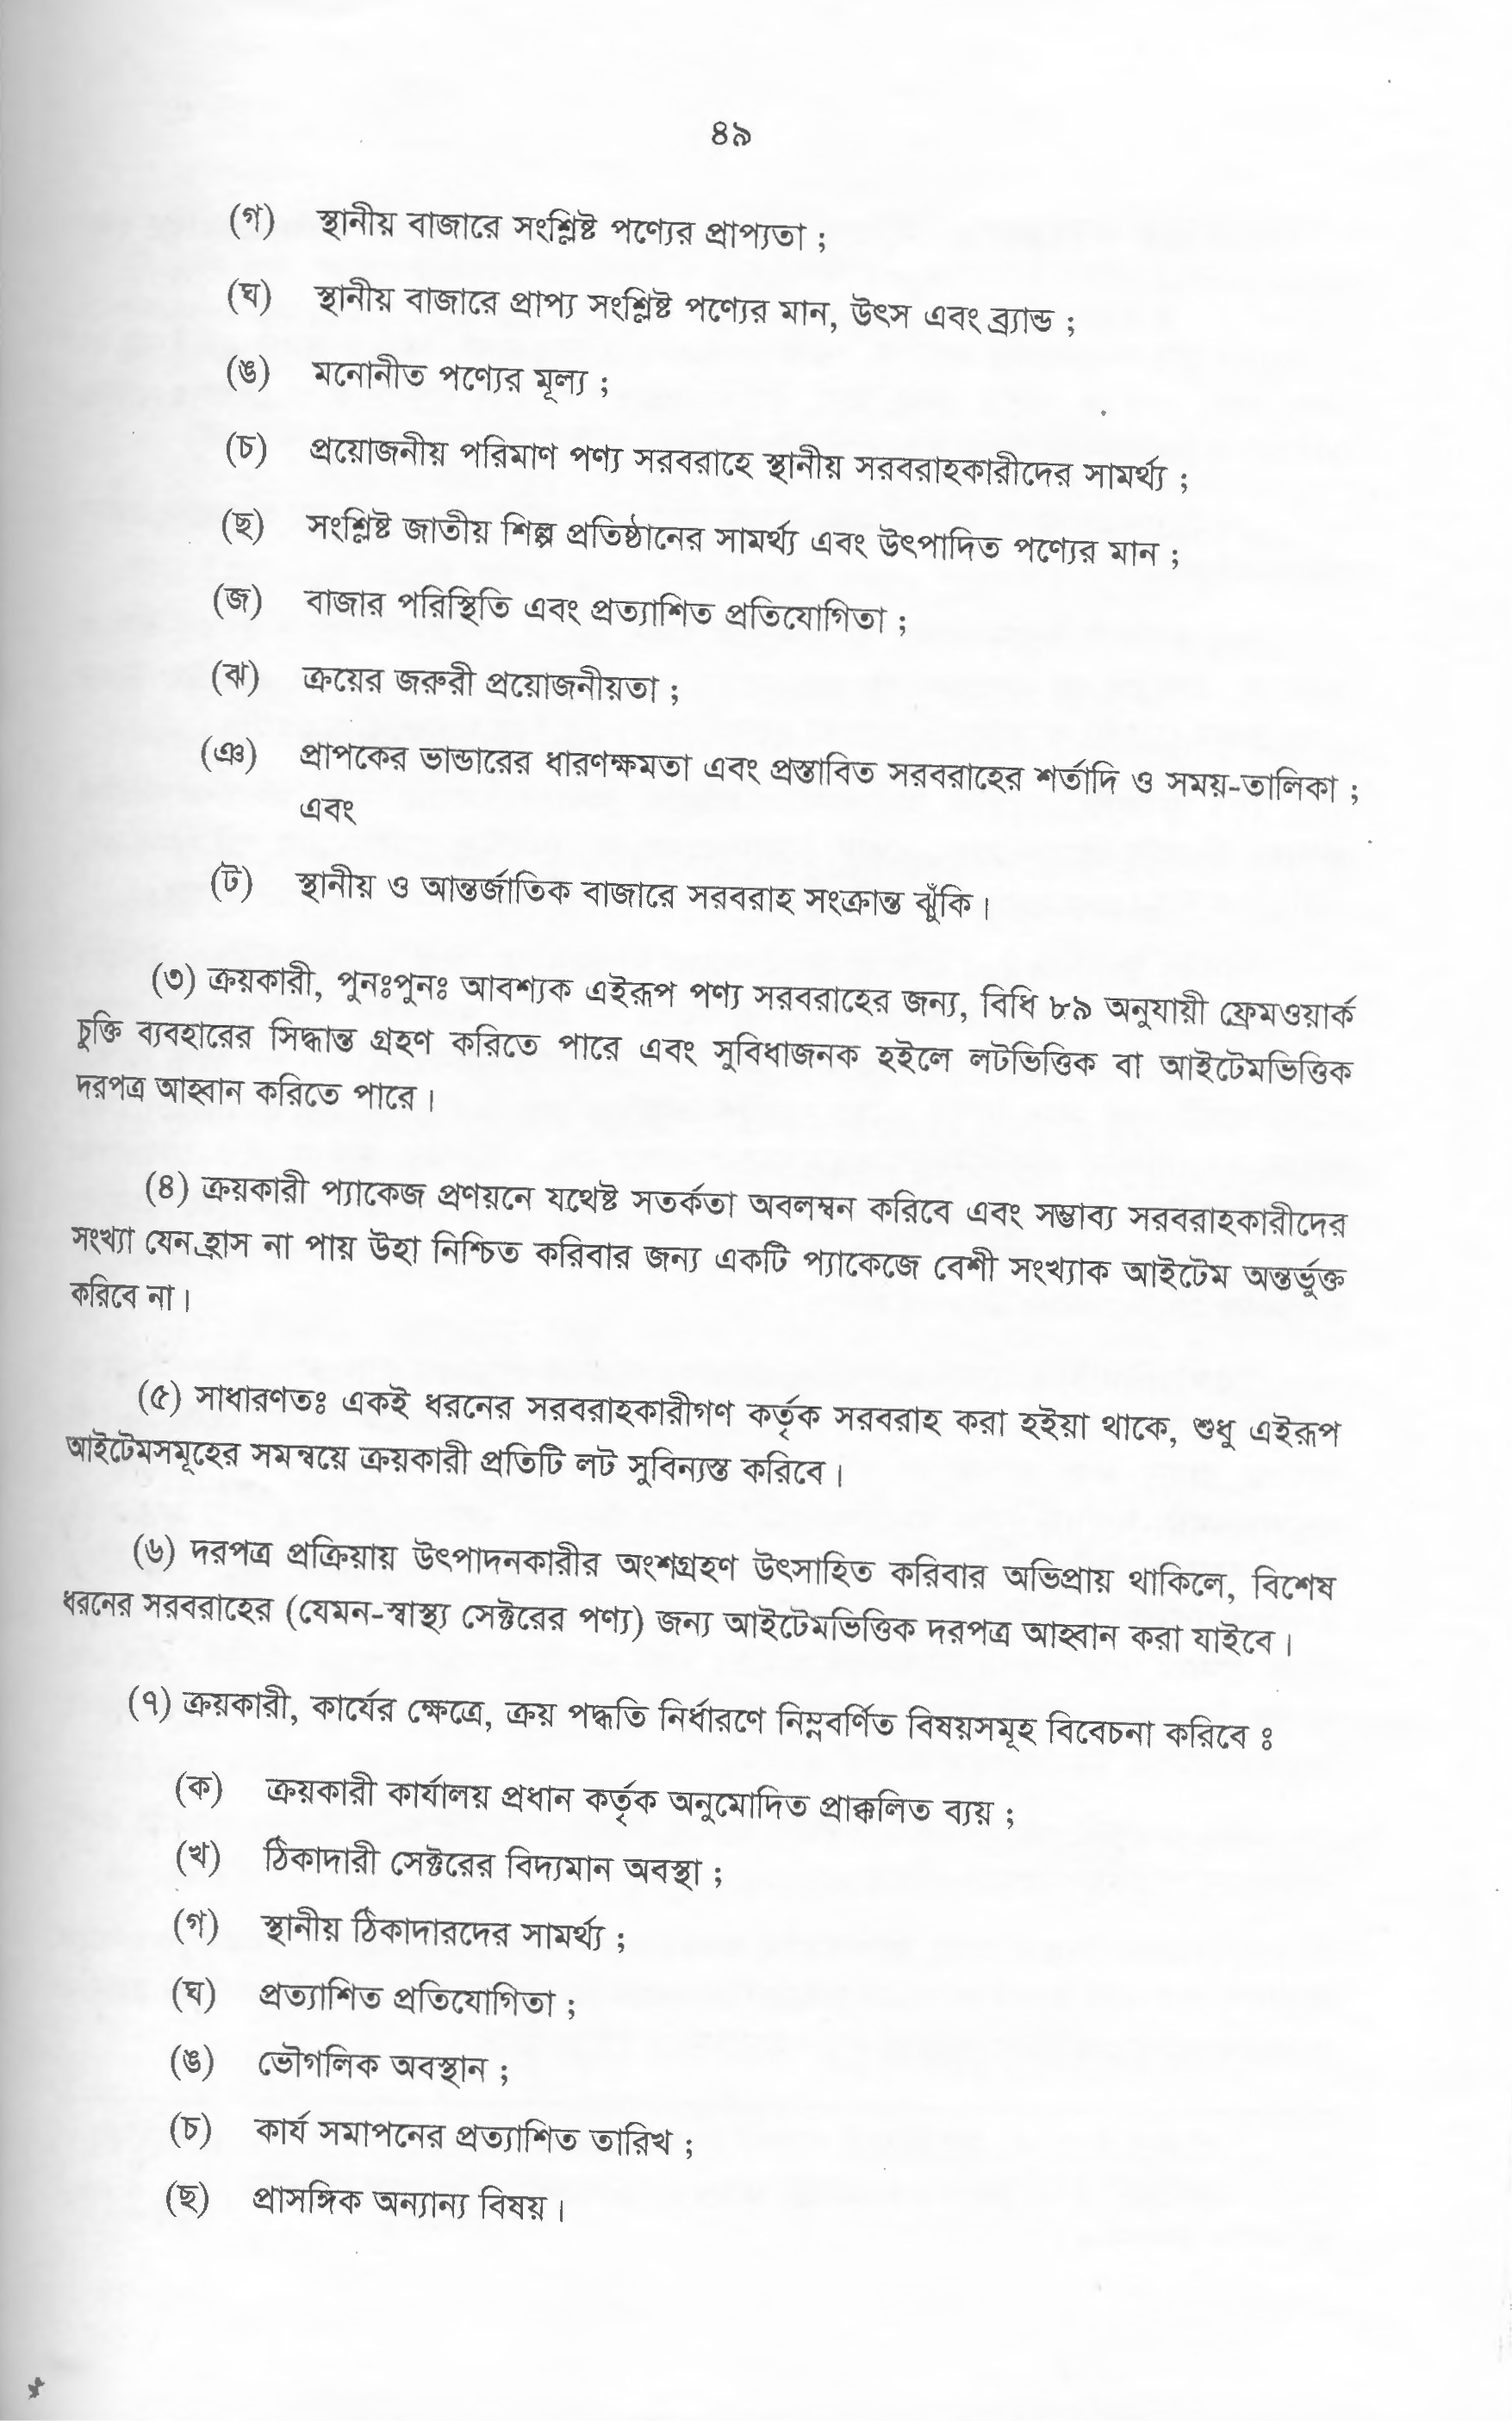 ৪৯
(গ) স্থানীয় বাজারে সংশ্লিষ্ট পণ্যের প্রাপ্যতা ;
(ঘ) স্থানীয় বাজারে প্রাপ্য সংশ্লিষ্ট পণ্যের মান, উৎস এবং ব্র্যান্ড ;
(ঙ) মনোনীত পণ্যের মূল্য ;
(চ) প্রয়োজনীয় পরিমাণ পণ্য সরবরাহে স্থানীয় সরবরাহকারীদের সামর্থ্য ;
(ছ) সংশ্লিষ্ট জাতীয় শিল্প প্রতিষ্ঠানের সামর্থ্য এবং উৎপাদিত পণ্যের মান ;
(জ) বাজার পরিস্থিতি এবং প্রত্যাশিত প্রতিযোগিতা ;
(ঝ) ক্রয়ের জরুরী প্রয়োজনীয়তা ;
(ঞ) প্রাপকের ভান্ডারের ধারণক্ষমতা এবং প্রস্তাবিত সরবরাহের শর্তাদি ও সময়-তালিকা ;
এবং
(ট) স্থানীয় ও আন্তর্জাতিক বাজারে সরবরাহ সংক্রান্ত ঝুঁকি।
(৩) ক্রয়কারী, পুনঃপুনঃ আবশ্যক এইরূপ পণ্য সরবরাহের জন্য, বিধি ৮৯ অনুযায়ী ফ্রেমওয়ার্ক
চুক্তি ব্যবহারের সিদ্ধান্ত গ্রহণ করিতে পারে এবং সুবিধাজনক হইলে লটভিত্তিক বা আইটেমভিত্তিক
দরপত্র আহ্বান করিতে পারে।
(৪) ক্রয়কারী প্যাকেজ প্রণয়নে যথেষ্ট সতর্কতা অবলম্বন করিবে এবং সম্ভাব্য সরবরাহকারীদের
সংখ্যা যেন হ্রাস না পায় উহা নিশ্চিত করিবার জন্য একটি প্যাকেজে বেশী সংখ্যাক আইটেম অন্তর্ভুক্ত
করিবে না।
(৫) সাধারণতঃ একই ধরনের সরবরাহকারীগণ কর্তৃক সরবরাহ করা হইয়া থাকে, শুধু এইরূপ
আইটেমসমূহের সমন্বয়ে ক্রয়কারী প্রতিটি লট সুবিন্যস্ত করিবে।
(৬) দরপত্র প্রক্রিয়ায় উৎপাদনকারীর অংশগ্রহণ উৎসাহিত করিবার অভিপ্রায় থাকিলে, বিশেষ
ধরনের সরবরাহের (যেমন-স্বাস্থ্য সেক্টরের পণ্য) জন্য আইটেমভিত্তিক দরপত্র আহ্বান করা যাইবে।
(৭) ক্রয়কারী, কার্যের ক্ষেত্রে, ক্রয় পদ্ধতি নির্ধারণে নিম্নবর্ণিত বিষয়সমূহ বিবেচনা করিবে ঃ
(ক) ক্রয়কারী কার্যালয় প্রধান কর্তৃক অনুমোদিত প্রাক্কলিত ব্যয় ;
(খ) ঠিকাদারী সেক্টরের বিদ্যমান অবস্থা ;
(গ) স্থানীয় ঠিকাদারদের সামর্থ্য ;
(ঘ) প্রত্যাশিত প্রতিযোগিতা ;
(ঙ) ভৌগলিক অবস্থান ;
(চ) কার্য সমাপনের প্রত্যাশিত তারিখ ;
(ছ) প্রাসঙ্গিক অন্যান্য বিষয়।